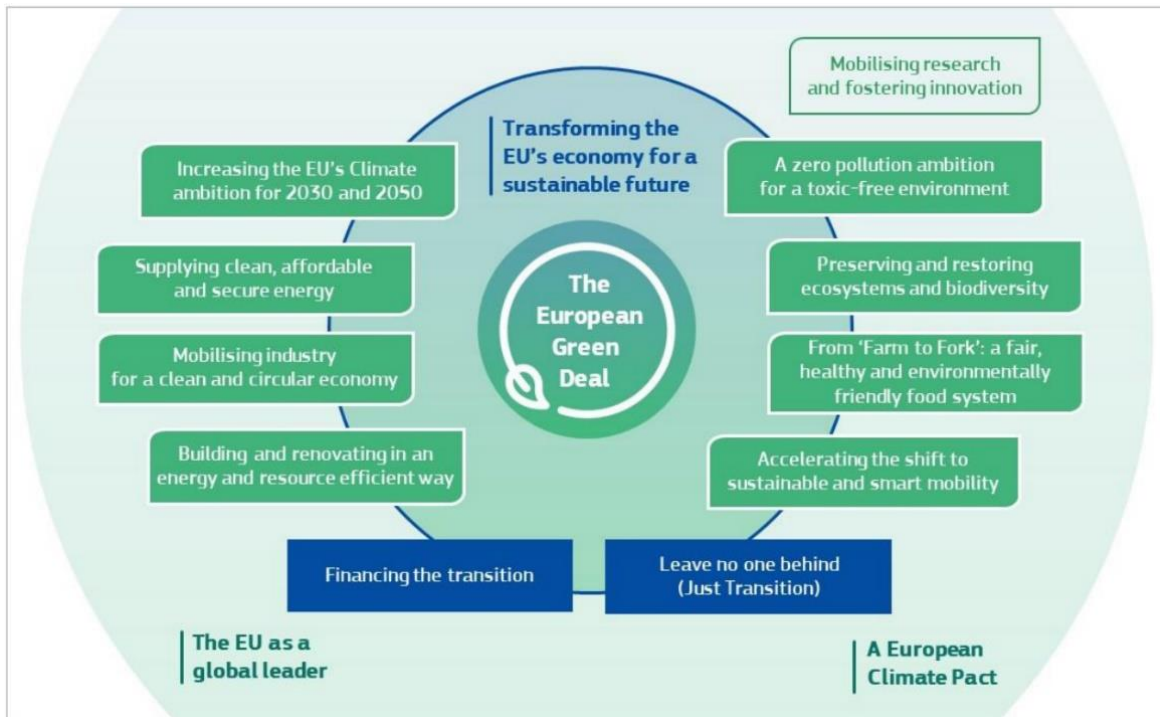 Mobilising research
and fostering innovation
Transforming the
EU's economy for a
sustainable future
Increasing the EU's Climate
ambition for 2030 and 2050
A zero pollution ambition
for a toxic-free environment
Supplying clean, affordable
and secure energy
Preserving and restoring
ecosystems and biodiversity
The
European
Green
Deal
Mobilising industry
for a clean and circular economy
From ‘Farm to Fork’: a fair,
healthy and environmentally
friendly food system
Building and renovating in an
energy and resource efficient way
Accelerating the shift to
sustainable and smart mobility
Financing the transition
Leave no one behind
(Just Transition)
The EU as a
global leader
A European
Climate Pact